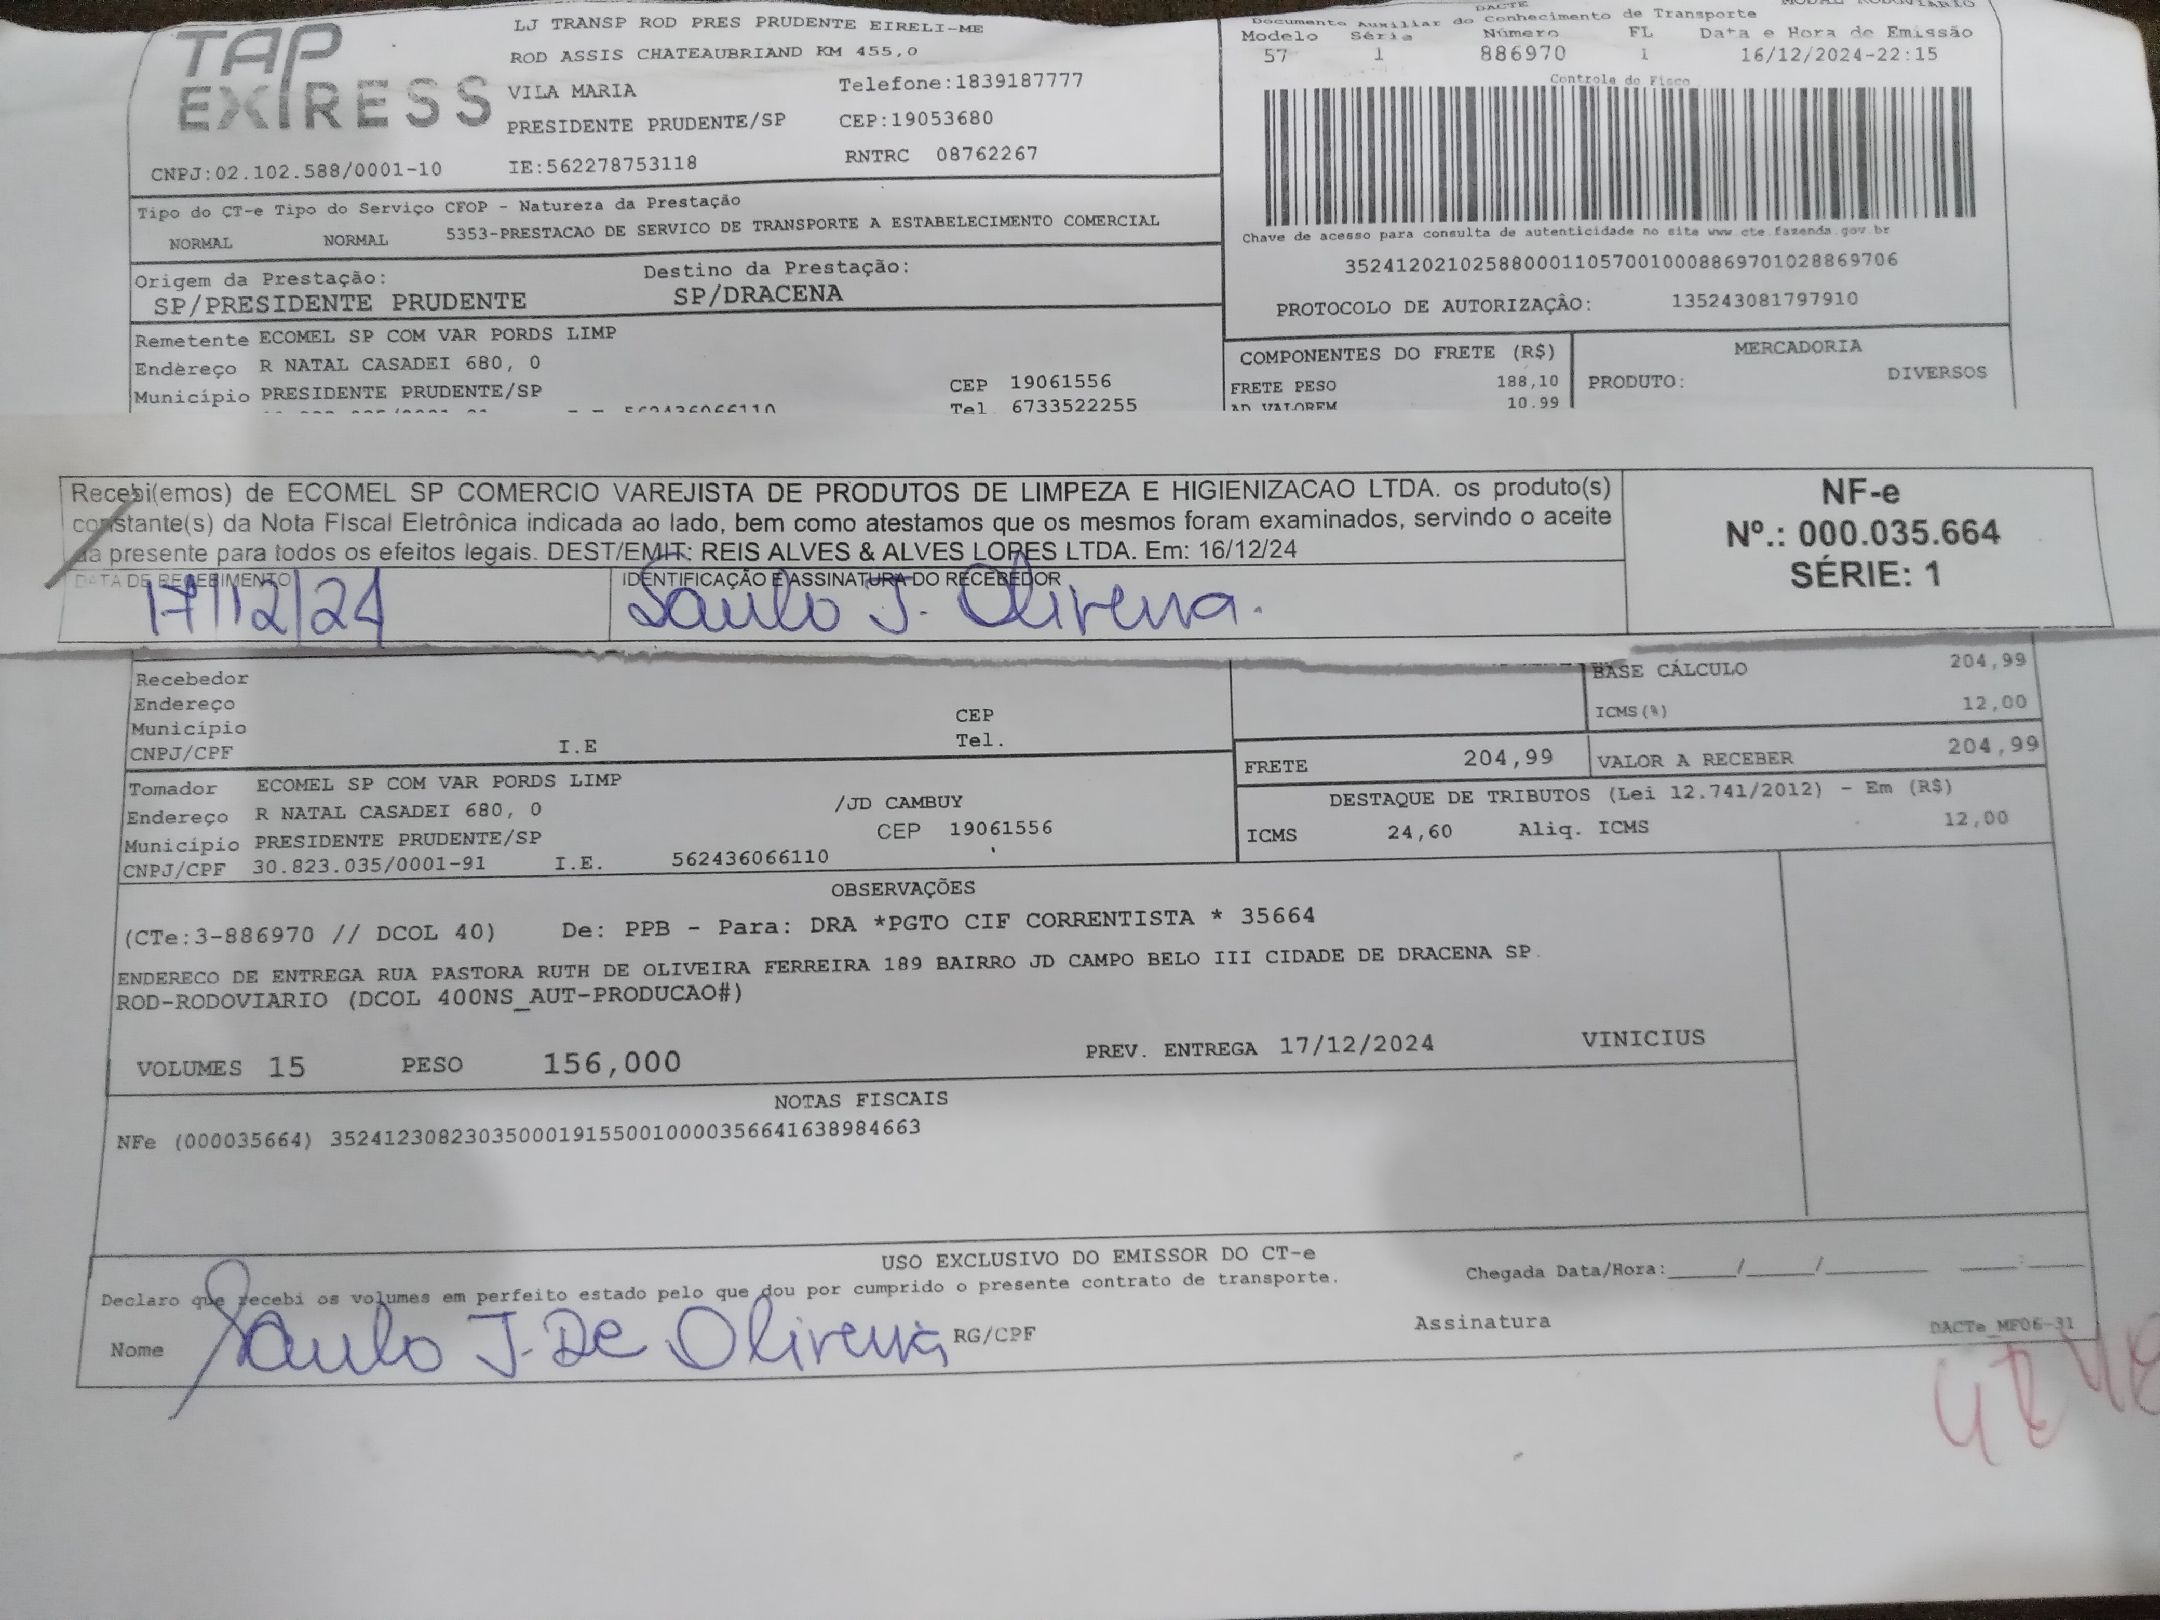 TAP EXPRESS
LJ TRANSP ROD PRES PRUDENTE EIRELI-ME
ROD ASSIS CHATEAUBRIAND KM 455,0
VILA MARIA Telefone:1839187777
PRESIDENTE PRUDENTE/SP CEP:19053680
CNPJ:02.102.588/0001-10 IE:562278753118 RNTRC 08762267
DACTE MODAL RODOVIARIO
Documento Auxiliar do Conhecimento de Transporte
Modelo Séria Número FL Data e Hora de Emissão
57 1 886970 1 16/12/2024-22:15
Controle do Fisco
Chave de acesso para consulta de autenticidade no site www.cte.fazenda.gov.br
35241202102588000110570010008869701028869706
PROTOCOLO DE AUTORIZAÇÃO: 135243081797910
Tipo do CT-e Tipo do Serviço CFOP - Natureza da Prestação
NORMAL NORMAL 5353-PRESTACAO DE SERVICO DE TRANSPORTE A ESTABELECIMENTO COMERCIAL
Origem da Prestação: Destino da Prestação:
SP/PRESIDENTE PRUDENTE SP/DRACENA
Remetente ECOMEL SP COM VAR PORDS LIMP
Endereço R NATAL CASADEI 680, 0
Município PRESIDENTE PRUDENTE/SP CEP 19061556
562436066110 Tel 6733522255
COMPONENTES DO FRETE (R$) MERCADORIA
FRETE PESO 188,10 PRODUTO: DIVERSOS
AD VALOREM 10.99
Recebi(emos) de ECOMEL SP COMERCIO VAREJISTA DE PRODUTOS DE LIMPEZA E HIGIENIZACAO LTDA. os produto(s)
constante(s) da Nota Fiscal Eletrônica indicada ao lado, bem como atestamos que os mesmos foram examinados, servindo o aceite
da presente para todos os efeitos legais. DEST/EMIT: REIS ALVES & ALVES LOPES LTDA. Em: 16/12/24
DATA DE RECEBIMENTO IDENTIFICAÇÃO E ASSINATURA DO RECEBEDOR
17/12/24 Saulo J. Oliveira.
NF-e
Nº.: 000.035.664
SÉRIE: 1
Recebedor
Endereço
Município CEP
CNPJ/CPF I.E Tel.
BASE CÁLCULO 204,99
ICMS(%) 12,00
FRETE 204,99 VALOR A RECEBER 204,99
Tomador ECOMEL SP COM VAR PORDS LIMP
Endereço R NATAL CASADEI 680, 0 /JD CAMBUY
Município PRESIDENTE PRUDENTE/SP CEP 19061556
CNPJ/CPF 30.823.035/0001-91 I.E. 562436066110
DESTAQUE DE TRIBUTOS (Lei 12.741/2012) - Em (R$)
ICMS 24,60 Aliq. ICMS 12,00
OBSERVAÇÕES
(CTe:3-886970 // DCOL 40) De: PPB - Para: DRA *PGTO CIF CORRENTISTA * 35664
ENDERECO DE ENTREGA RUA PASTORA RUTH DE OLIVEIRA FERREIRA 189 BAIRRO JD CAMPO BELO III CIDADE DE DRACENA SP.
ROD-RODOVIARIO (DCOL 400NS_AUT-PRODUCAO#)
VOLUMES 15 PESO 156,000 PREV. ENTREGA 17/12/2024 VINICIUS
NOTAS FISCAIS
NFe (000035664) 35241230823035000191550010000356641638984663
USO EXCLUSIVO DO EMISSOR DO CT-e
Declaro que recebi os volumes em perfeito estado pelo que dou por cumprido o presente contrato de transporte. Chegada Data/Hora:____/____/______ ____:____
Nome Saulo J. De Oliveira RG/CPF Assinatura
DACTe_MF06-31